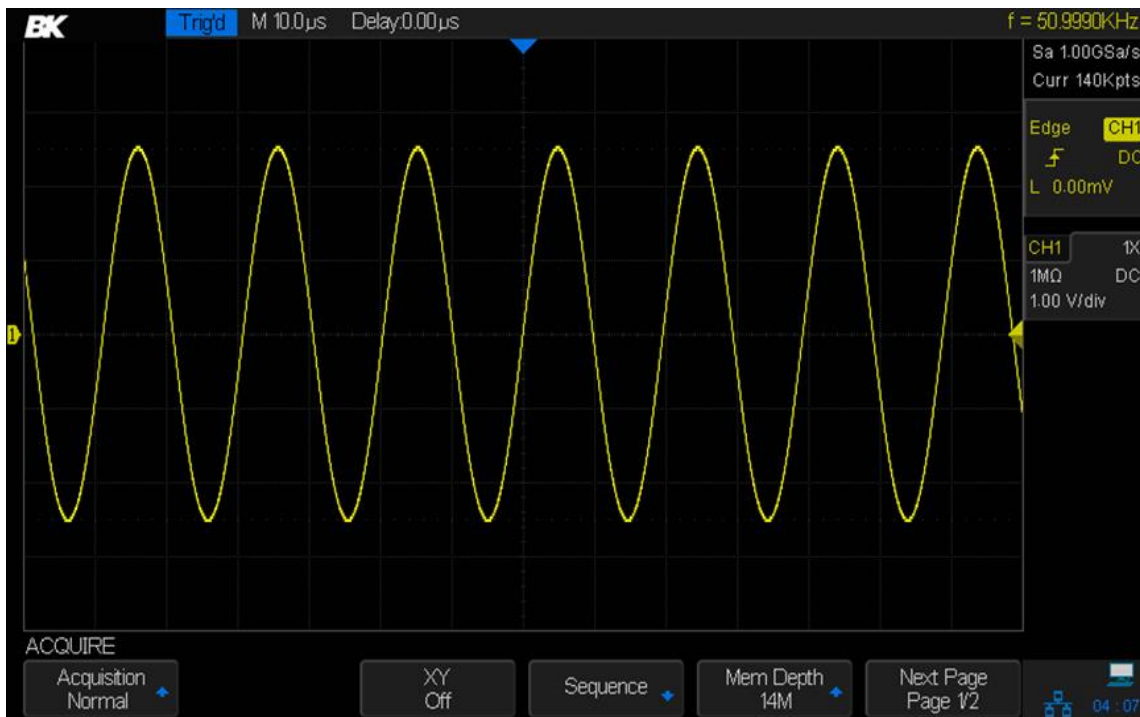 BK Trig'd M 10.0µs Delay:0.00µs f = 50.9990KHz
Sa 1.00GSa/s
Curr 140Kpts
Edge CH1
DC
L 0.00mV
CH1 1X
1MΩ DC
1.00 V/div
1
ACQUIRE
Acquisition
Normal
XY
Off
Sequence
Mem Depth
14M
Next Page
Page 1/2
04 : 07